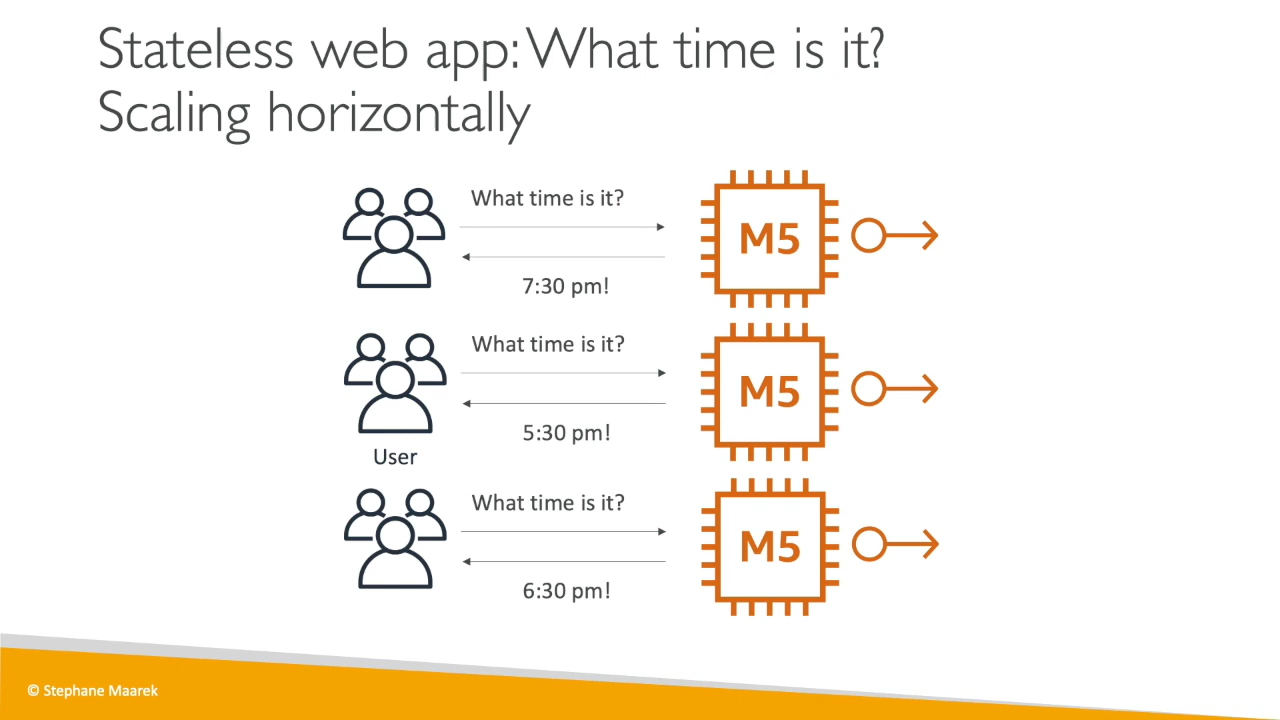 Stateless web app: What time is it?
Scaling horizontally
What time is it?
7:30 pm!
M5
What time is it?
5:30 pm!
M5
User
What time is it?
6:30 pm!
M5
© Stephane Maarek